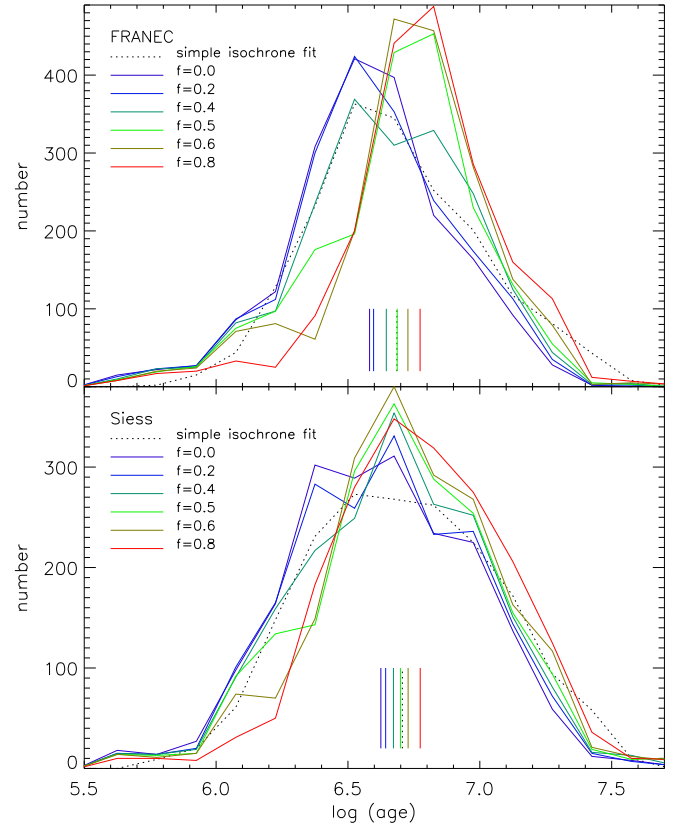 FRANEC
simple isochrone fit
f=0.0
f=0.2
f=0.4
f=0.5
f=0.6
f=0.8
number
400
300
200
100
0
Siess
simple isochrone fit
f=0.0
f=0.2
f=0.4
f=0.5
f=0.6
f=0.8
number
300
200
100
0
5.5 6.0 6.5 7.0 7.5
log (age)